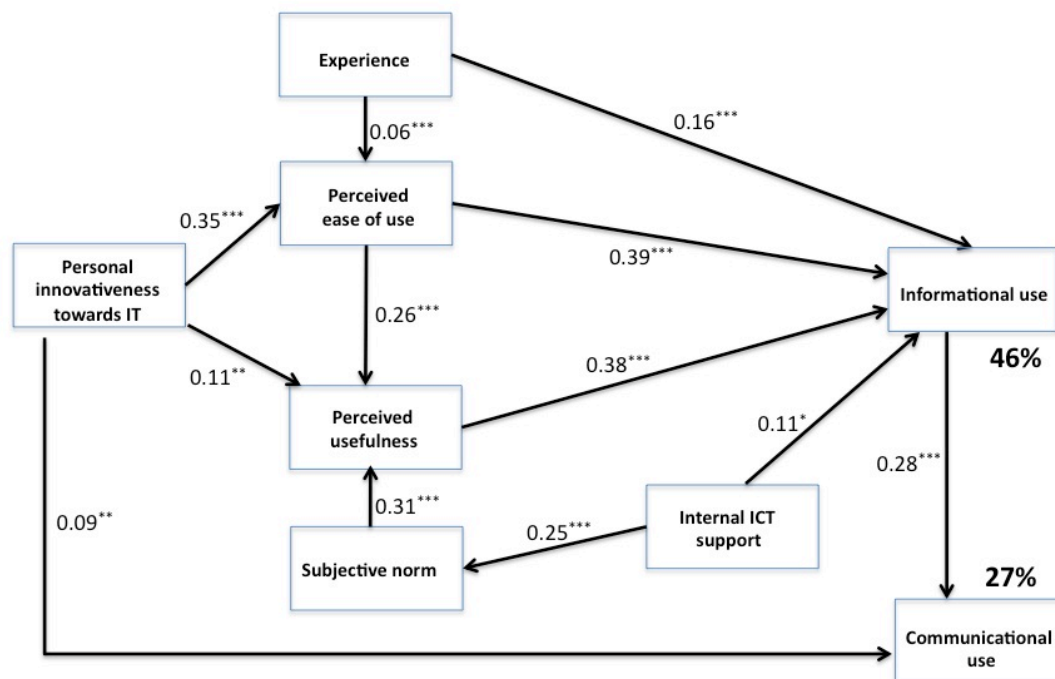 Experience
0.06***
0.16***
Perceived
ease of use
0.35***
0.39***
Personal
innovativeness
towards IT
Informational use
0.26***
46%
0.11**
0.38***
Perceived
usefulness
0.11*
0.28***
0.31***
0.09**
0.25***
Internal ICT
support
Subjective norm
27%
Communicational
use